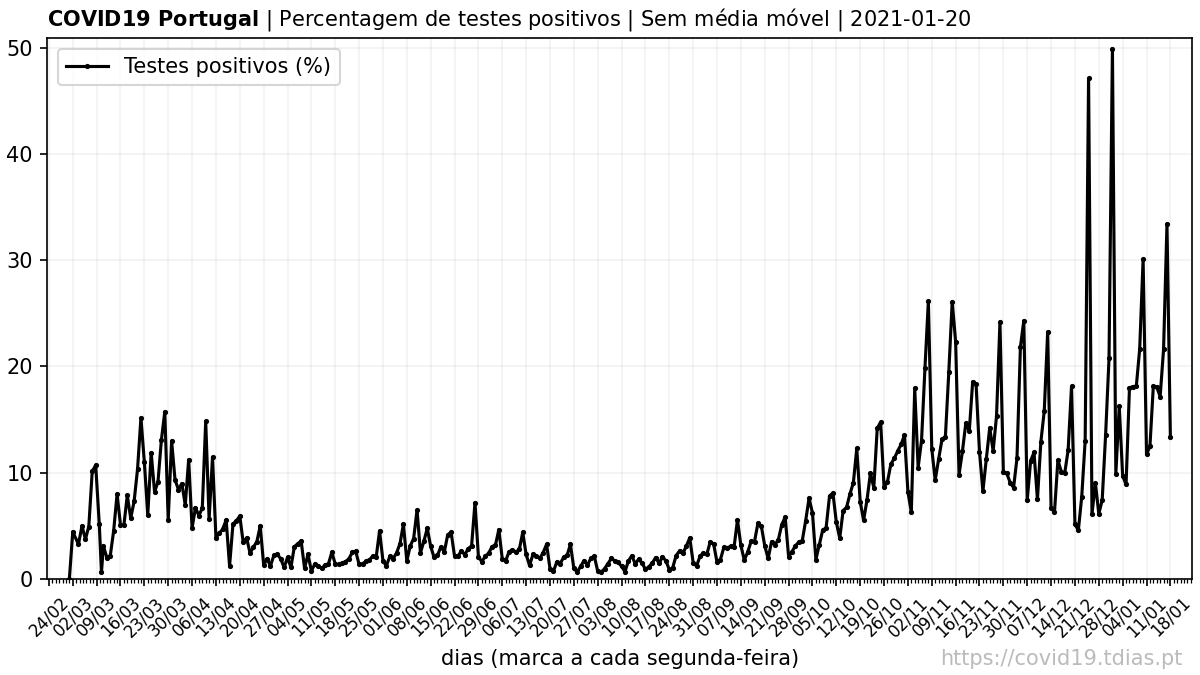 COVID19 Portugal | Percentagem de testes positivos | Sem média móvel | 2021-01-20
Testes positivos (%)
50
40
30
20
10
0
24/02 02/03 09/03 16/03 23/03 30/03 06/04 13/04 20/04 27/04 04/05 11/05 18/05 25/05 01/06 08/06 15/06 22/06 29/06 06/07 13/07 20/07 27/07 03/08 10/08 17/08 24/08 31/08 07/09 14/09 21/09 28/09 05/10 12/10 19/10 26/10 02/11 09/11 16/11 23/11 30/11 07/12 14/12 21/12 28/12 04/01 11/01 18/01
dias (marca a cada segunda-feira)
https://covid19.tdias.pt